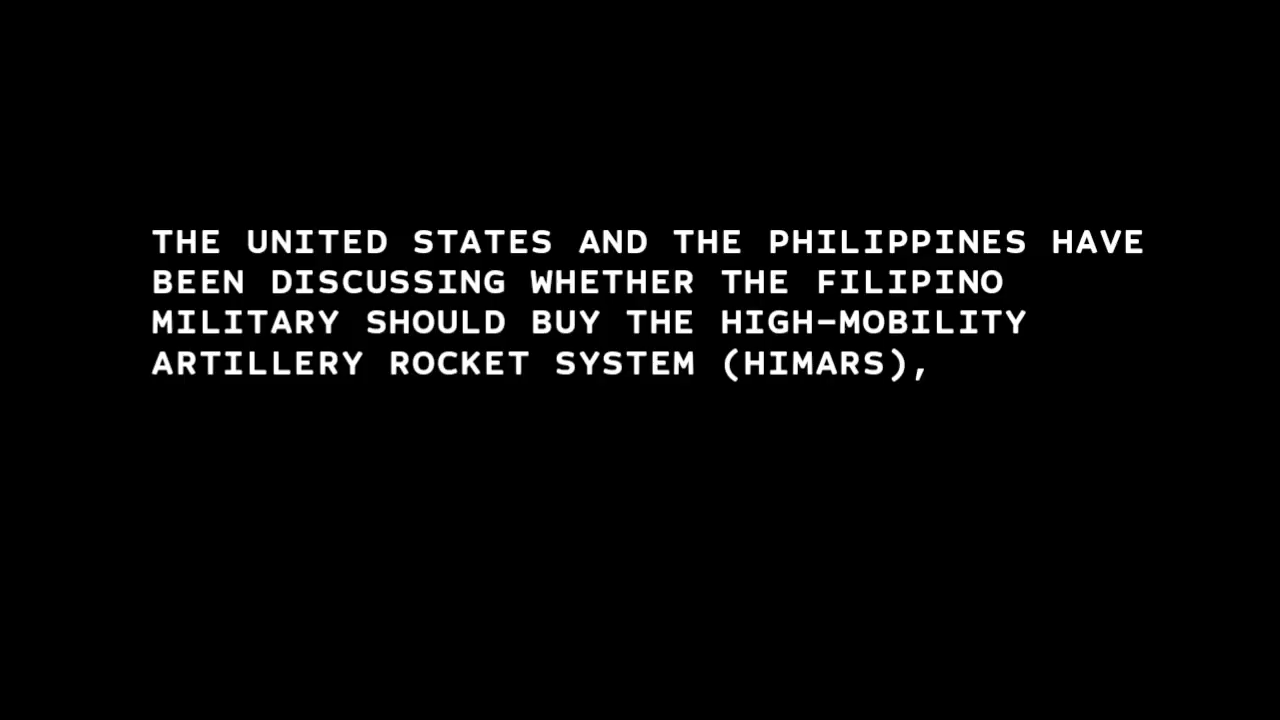 THE UNITED STATES AND THE PHILIPPINES HAVE
BEEN DISCUSSING WHETHER THE FILIPINO
MILITARY SHOULD BUY THE HIGH-MOBILITY
ARTILLERY ROCKET SYSTEM (HIMARS),